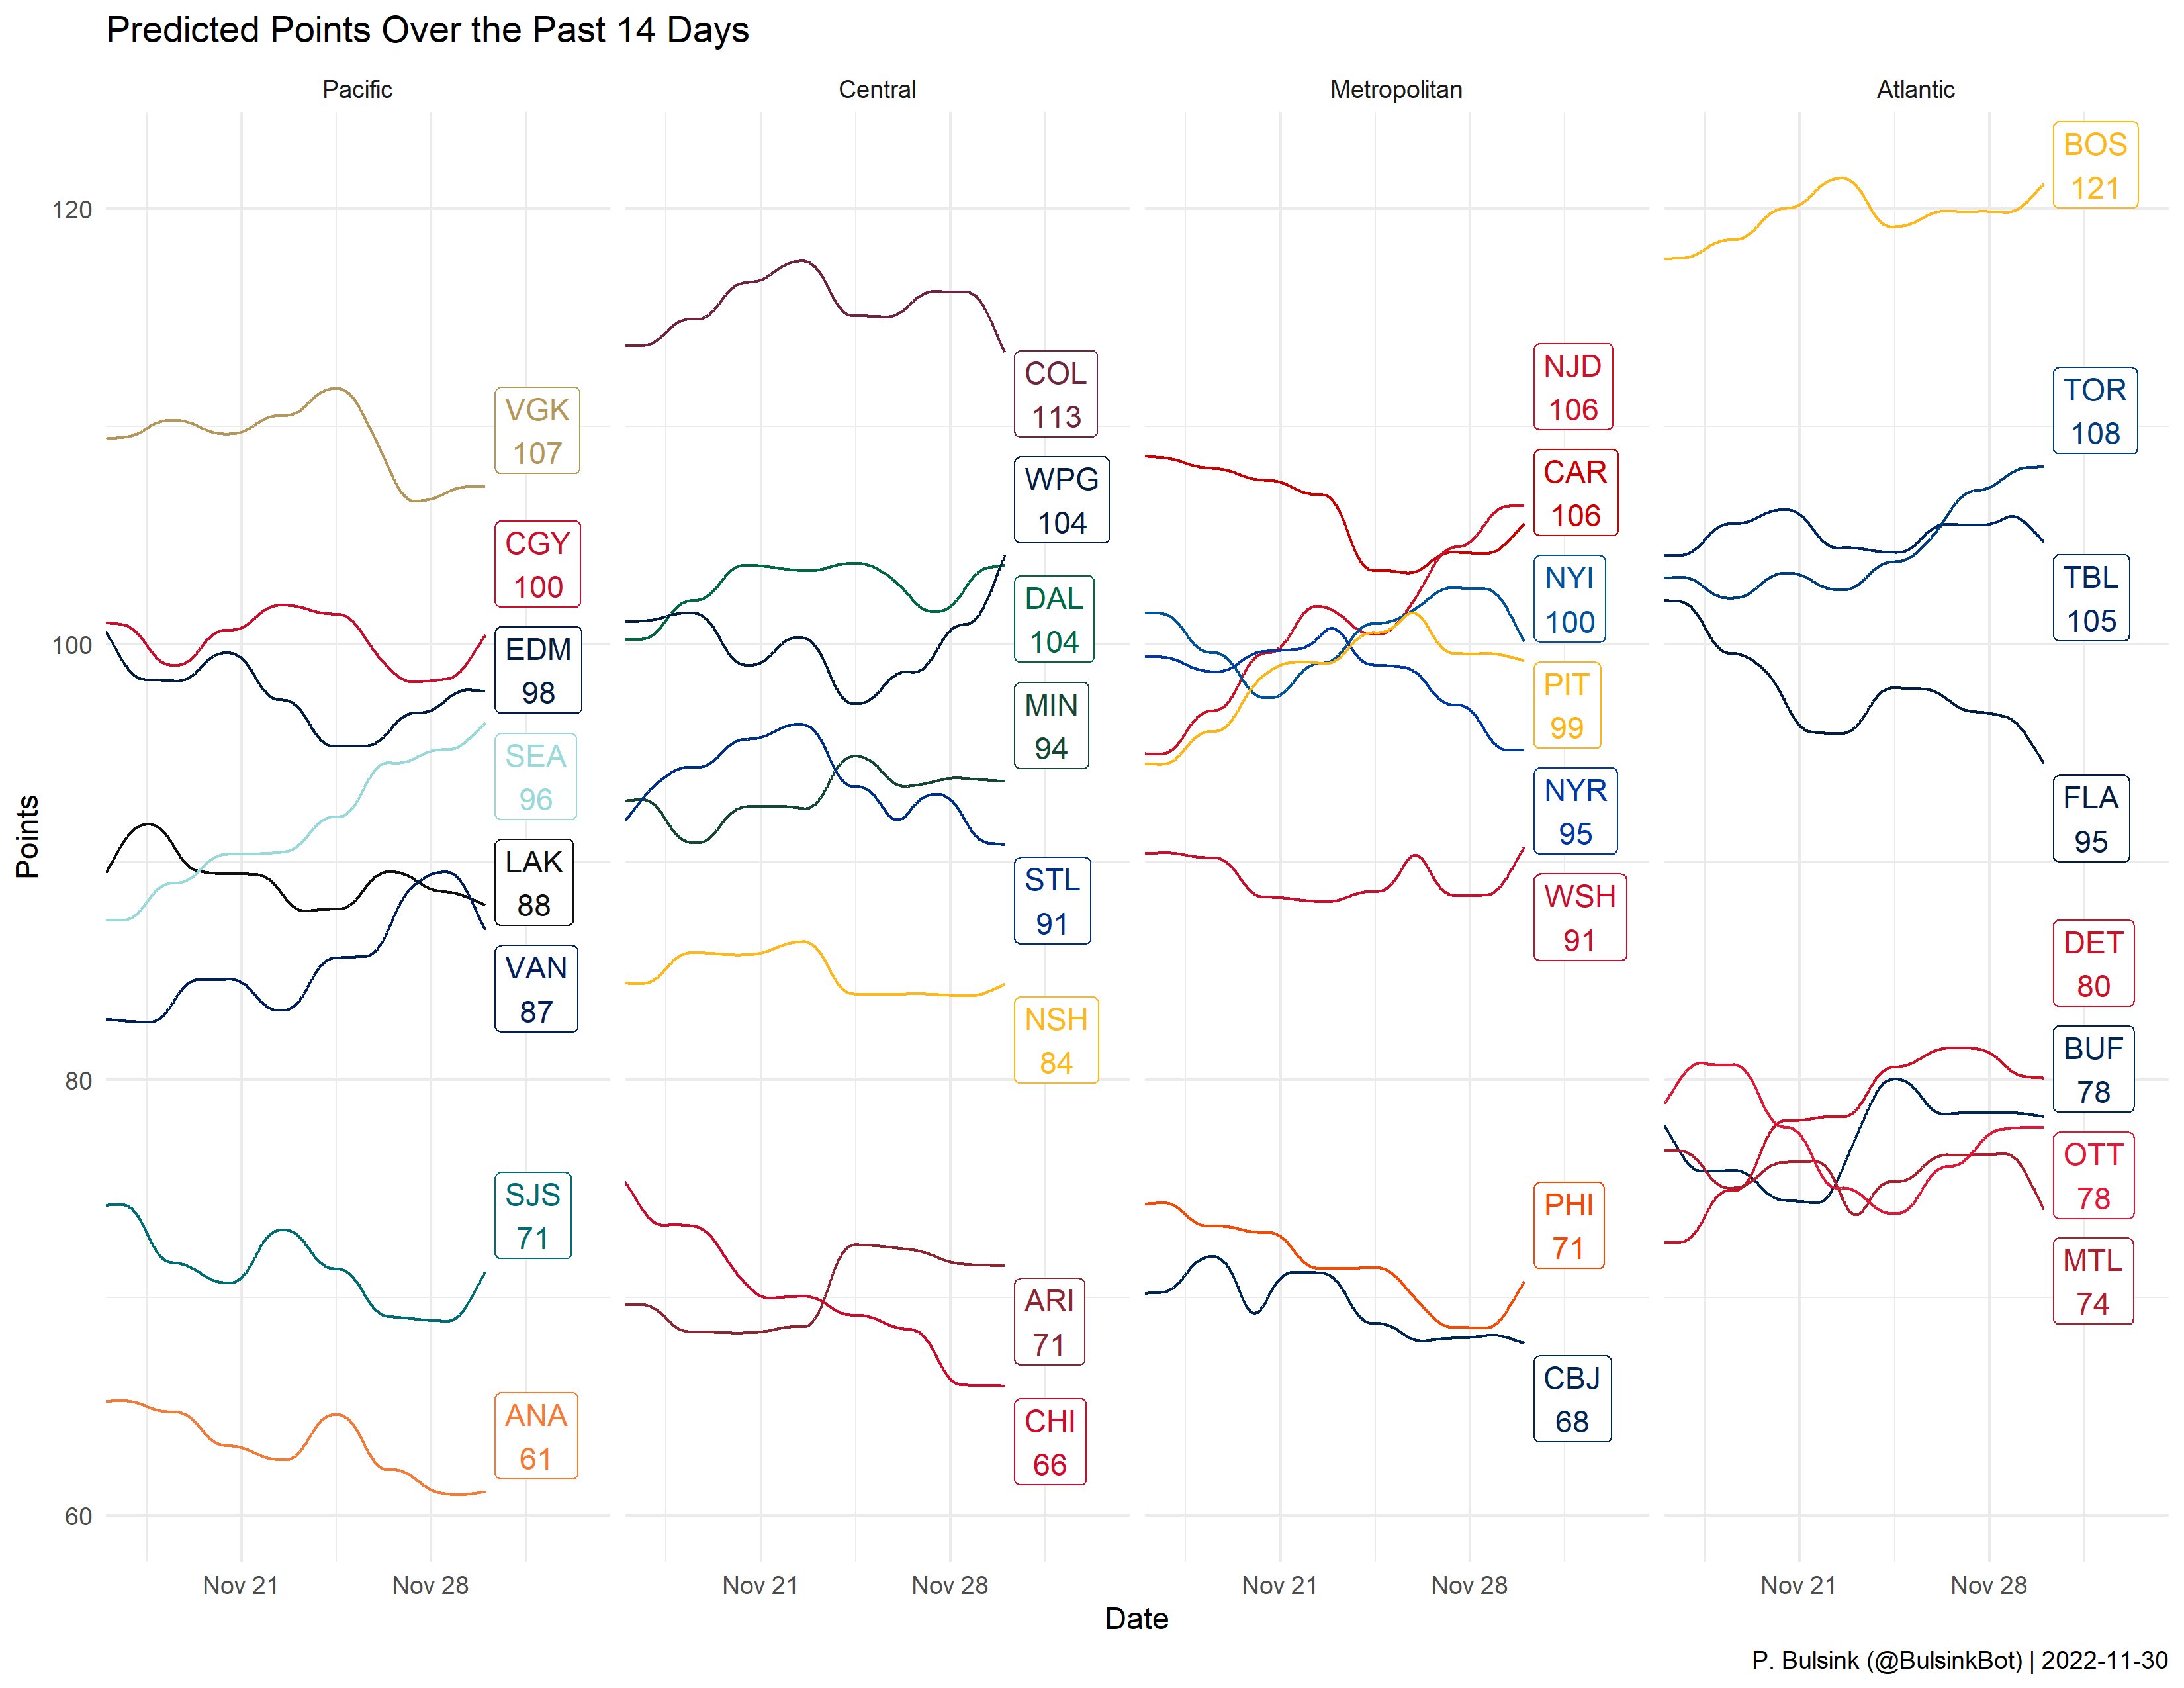 Predicted Points Over the Past 14 Days
Pacific
Central
Metropolitan
Atlantic
Points
120
100
80
60
VGK
107
CGY
100
EDM
98
SEA
96
LAK
88
VAN
87
SJS
71
ANA
61
COL
113
WPG
104
DAL
104
MIN
94
STL
91
NSH
84
ARI
71
CHI
66
NJD
106
CAR
106
NYI
100
PIT
99
NYR
95
WSH
91
PHI
71
CBJ
68
BOS
121
TOR
108
TBL
105
FLA
95
DET
80
BUF
78
OTT
78
MTL
74
Nov 21
Nov 28
Nov 21
Nov 28
Nov 21
Nov 28
Nov 21
Nov 28
Date
P. Bulsink (@BulsinkBot) | 2022-11-30